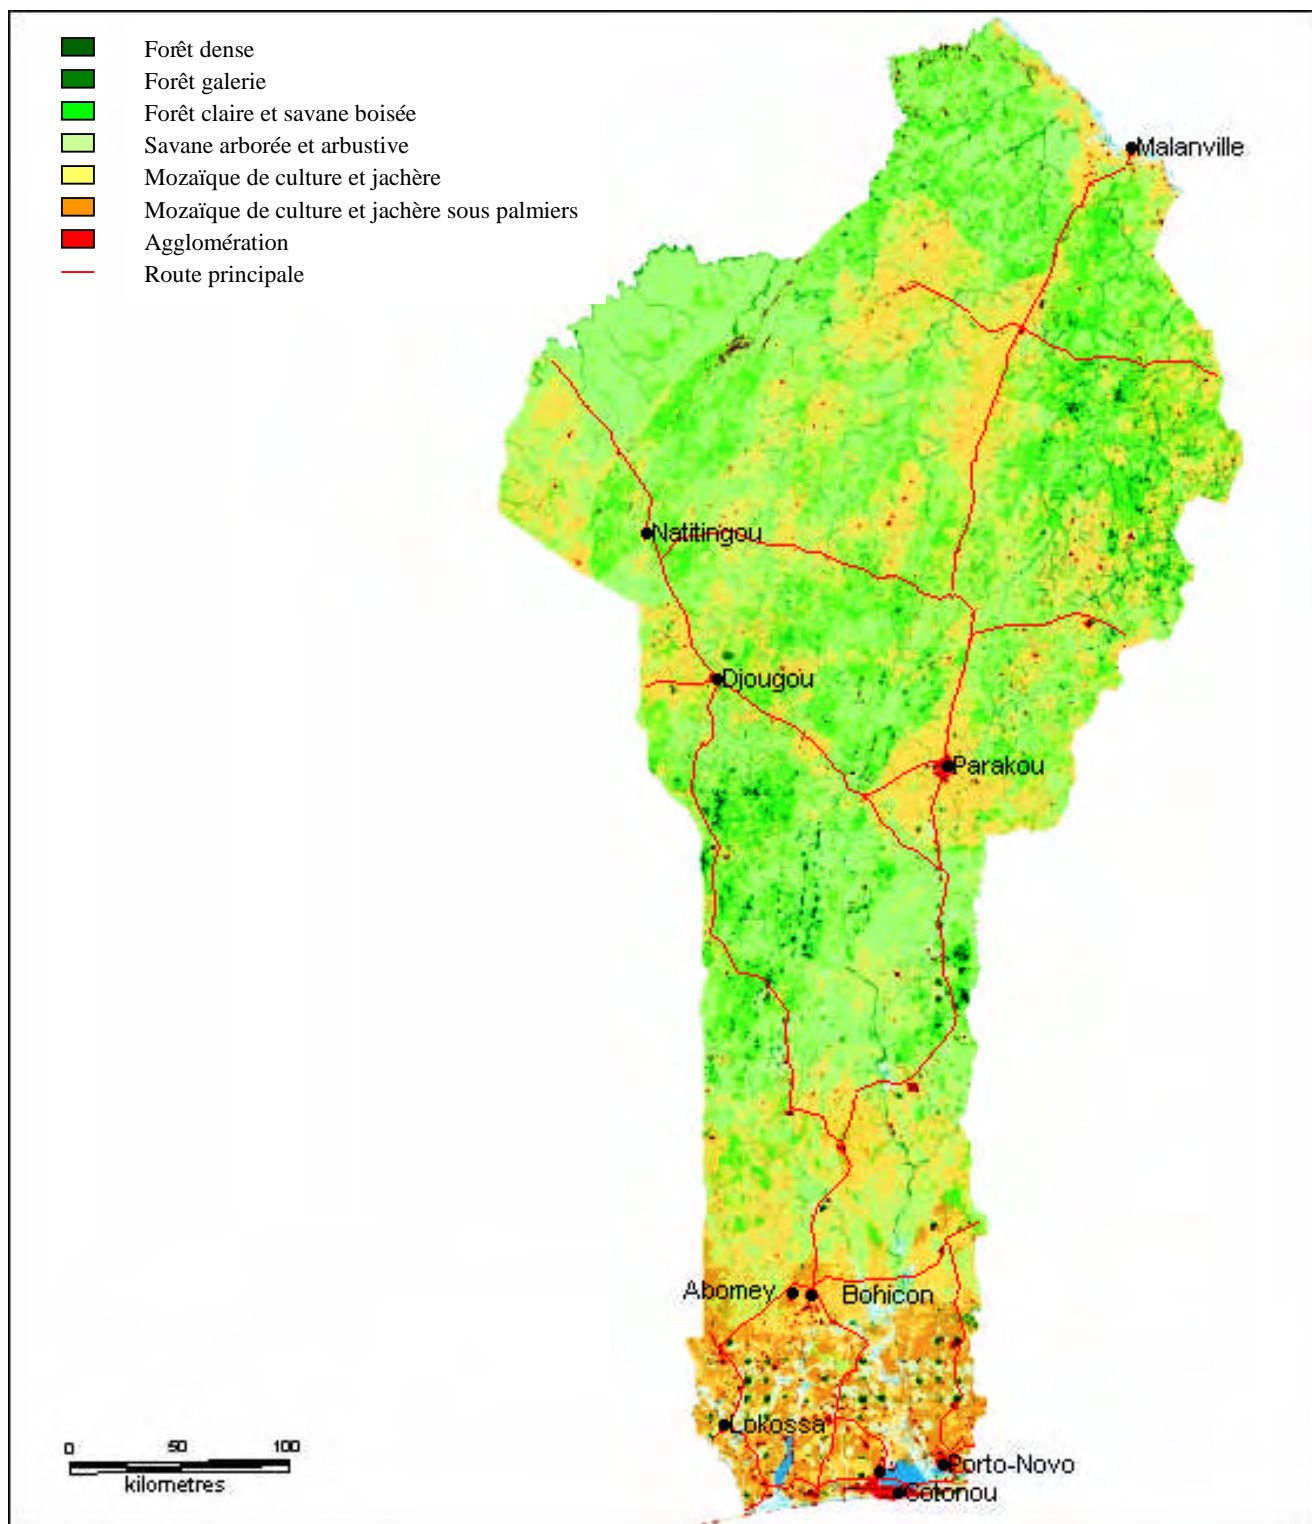 Forêt dense
Forêt galerie
Forêt claire et savane boisée
Savane arborée et arbustive
Mozaïque de culture et jachère
Mozaïque de culture et jachère sous palmiers
Agglomération
Route principale
Malanville
Natitingou
Djougou
Parakou
Abomey
Bohicon
Lokossa
Porto-Novo
Cotonou
0 50 100
kilometres